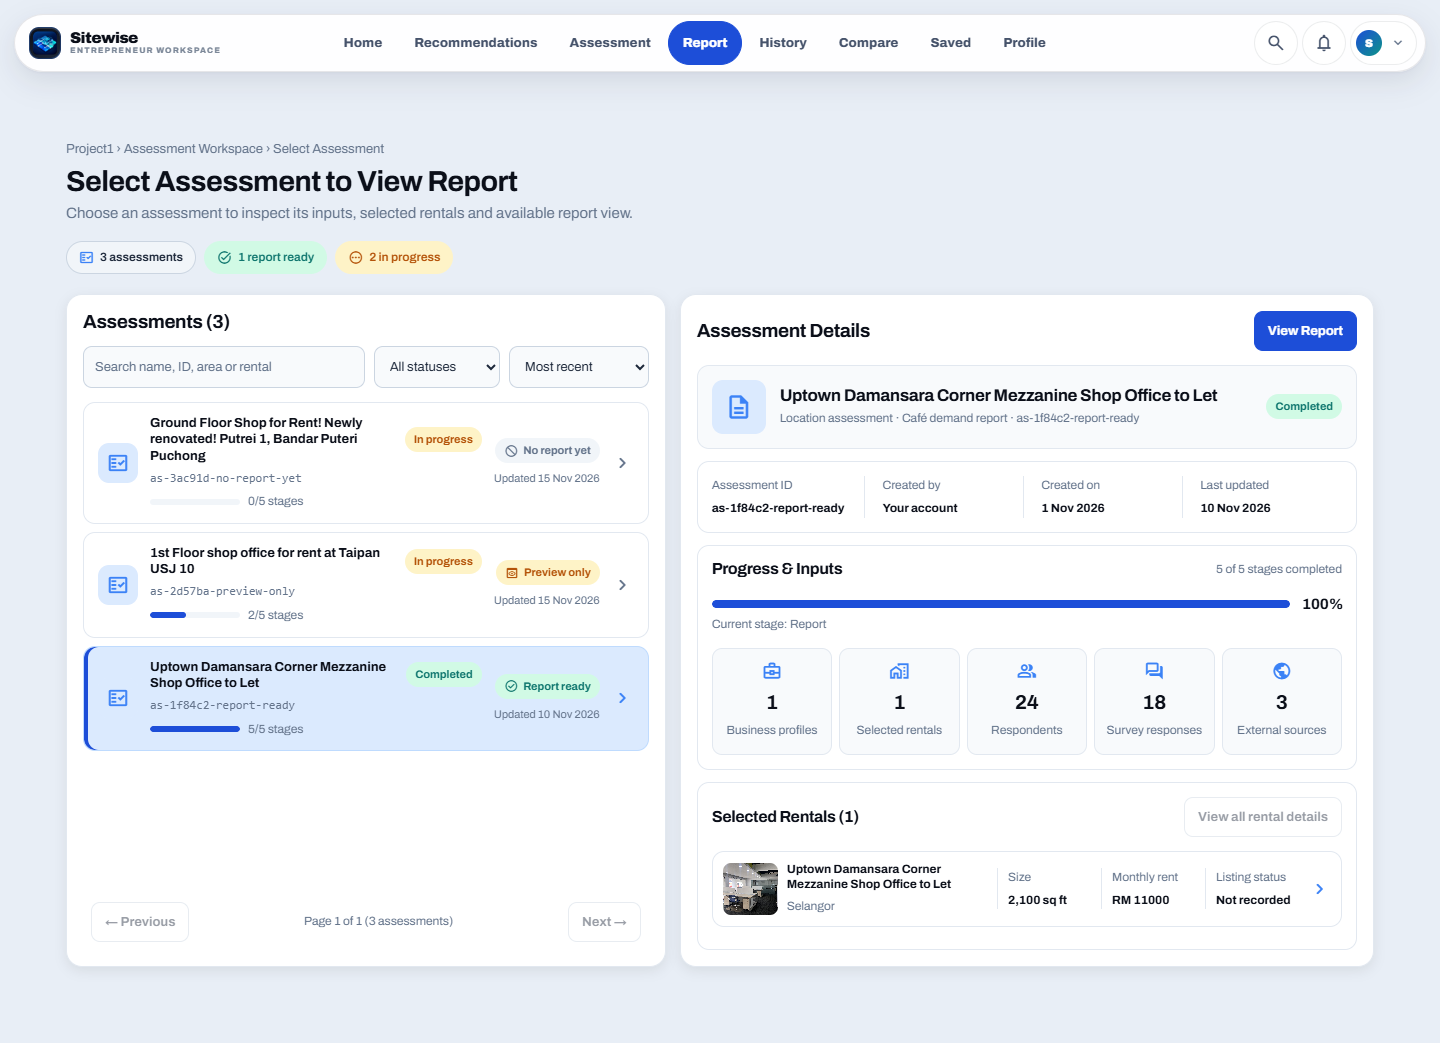 Sitewise
ENTREPRENEUR WORKSPACE
Home
Recommendations
Assessment
Report
History
Compare
Saved
Profile
S
Project1 › Assessment Workspace › Select Assessment
Select Assessment to View Report
Choose an assessment to inspect its inputs, selected rentals and available report view.
3 assessments
1 report ready
2 in progress
Assessments (3)
Search name, ID, area or rental
All statuses
Most recent
Ground Floor Shop for Rent! Newly
renovated! Putrei 1, Bandar Puteri
Puchong
as-3ac91d-no-report-yet
0/5 stages
In progress
No report yet
Updated 15 Nov 2026
1st Floor shop office for rent at Taipan
USJ 10
as-2d57ba-preview-only
2/5 stages
In progress
Preview only
Updated 15 Nov 2026
Uptown Damansara Corner Mezzanine
Shop Office to Let
as-1f84c2-report-ready
5/5 stages
Completed
Report ready
Updated 10 Nov 2026
← Previous
Page 1 of 1 (3 assessments)
Next →
Assessment Details
View Report
Uptown Damansara Corner Mezzanine Shop Office to Let
Location assessment · Café demand report · as-1f84c2-report-ready
Completed
Assessment ID
as-1f84c2-report-ready
Created by
Your account
Created on
1 Nov 2026
Last updated
10 Nov 2026
Progress & Inputs
5 of 5 stages completed
100%
Current stage: Report
1
Business profiles
1
Selected rentals
24
Respondents
18
Survey responses
3
External sources
Selected Rentals (1)
View all rental details
Uptown Damansara Corner
Mezzanine Shop Office to Let
Selangor
Size
2,100 sq ft
Monthly rent
RM 11000
Listing status
Not recorded